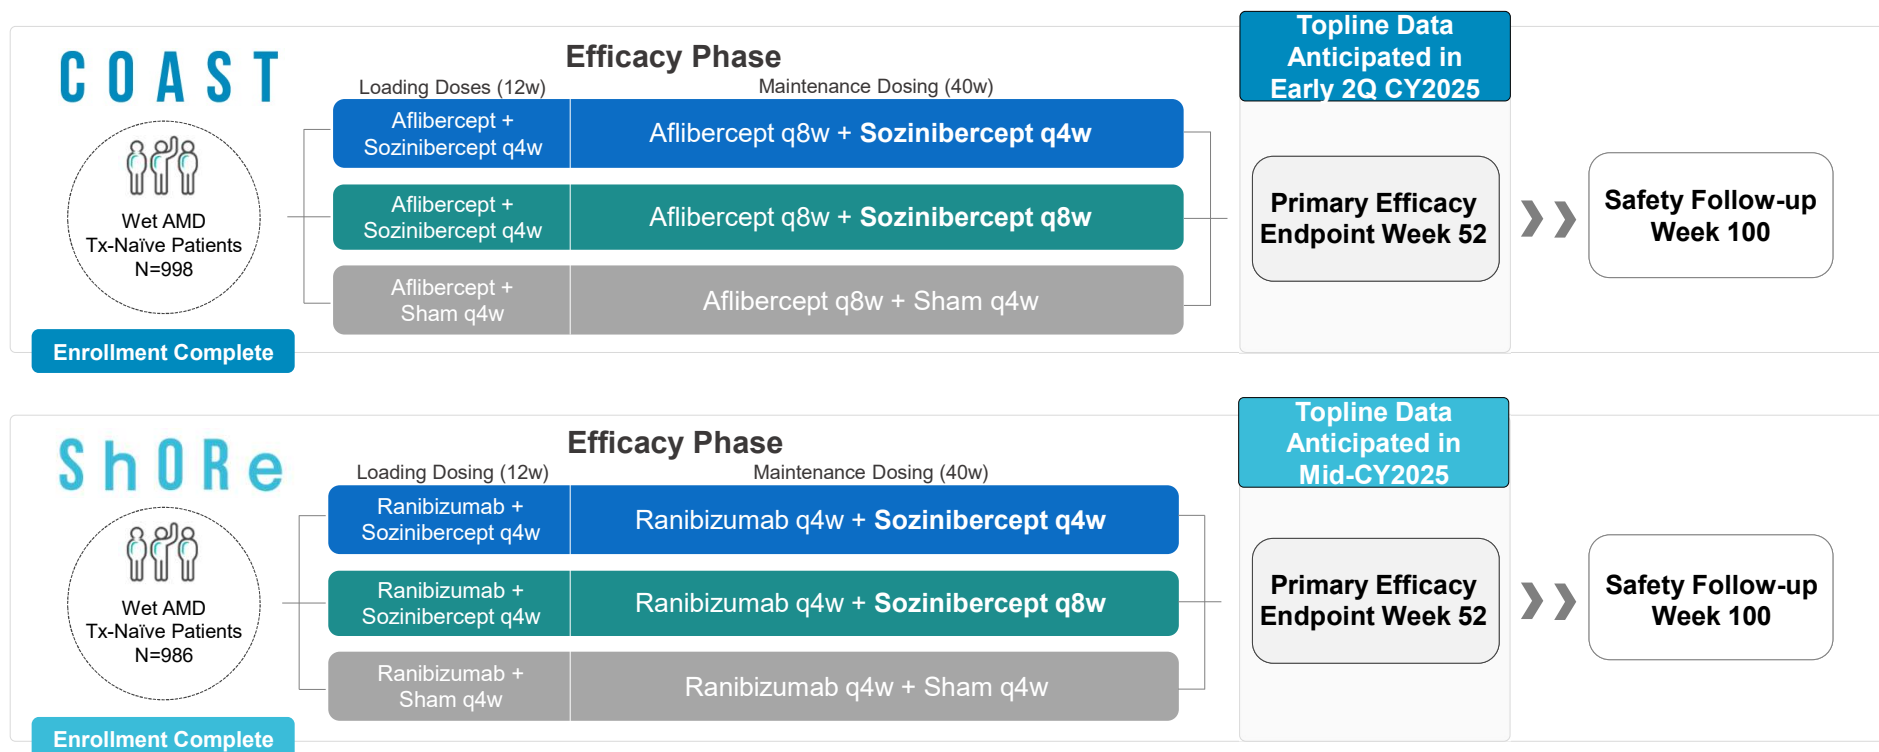 COAST
Efficacy Phase
Loading Doses (12w)
Maintenance Dosing (40w)
Topline Data
Anticipated in
Early 2Q CY2025
Wet AMD
Tx-Naïve Patients
N=998
Enrollment Complete
Aflibercept +
Sozinibercept q4w
Aflibercept q8w + Sozinibercept q4w
Aflibercept +
Sozinibercept q4w
Aflibercept q8w + Sozinibercept q8w
Aflibercept +
Sham q4w
Aflibercept q8w + Sham q4w
Primary Efficacy
Endpoint Week 52
Safety Follow-up
Week 100
ShORe
Efficacy Phase
Loading Dosing (12w)
Maintenance Dosing (40w)
Topline Data
Anticipated in
Mid-CY2025
Wet AMD
Tx-Naïve Patients
N=986
Enrollment Complete
Ranibizumab +
Sozinibercept q4w
Ranibizumab q4w + Sozinibercept q4w
Ranibizumab +
Sozinibercept q4w
Ranibizumab q4w + Sozinibercept q8w
Ranibizumab +
Sham q4w
Ranibizumab q4w + Sham q4w
Primary Efficacy
Endpoint Week 52
Safety Follow-up
Week 100